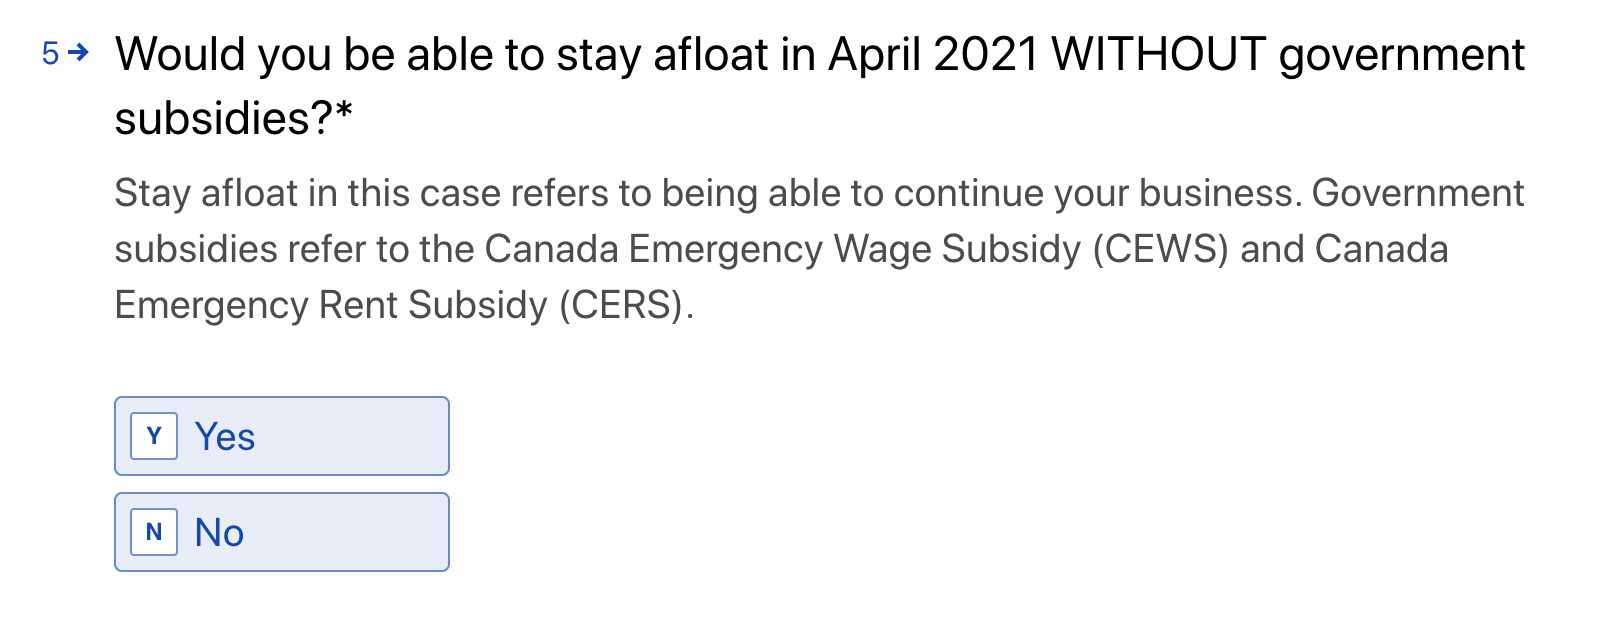 5→ Would you be able to stay afloat in April 2021 WITHOUT government
subsidies?*
Stay afloat in this case refers to being able to continue your business. Government
subsidies refer to the Canada Emergency Wage Subsidy (CEWS) and Canada
Emergency Rent Subsidy (CERS).
Y Yes
N No